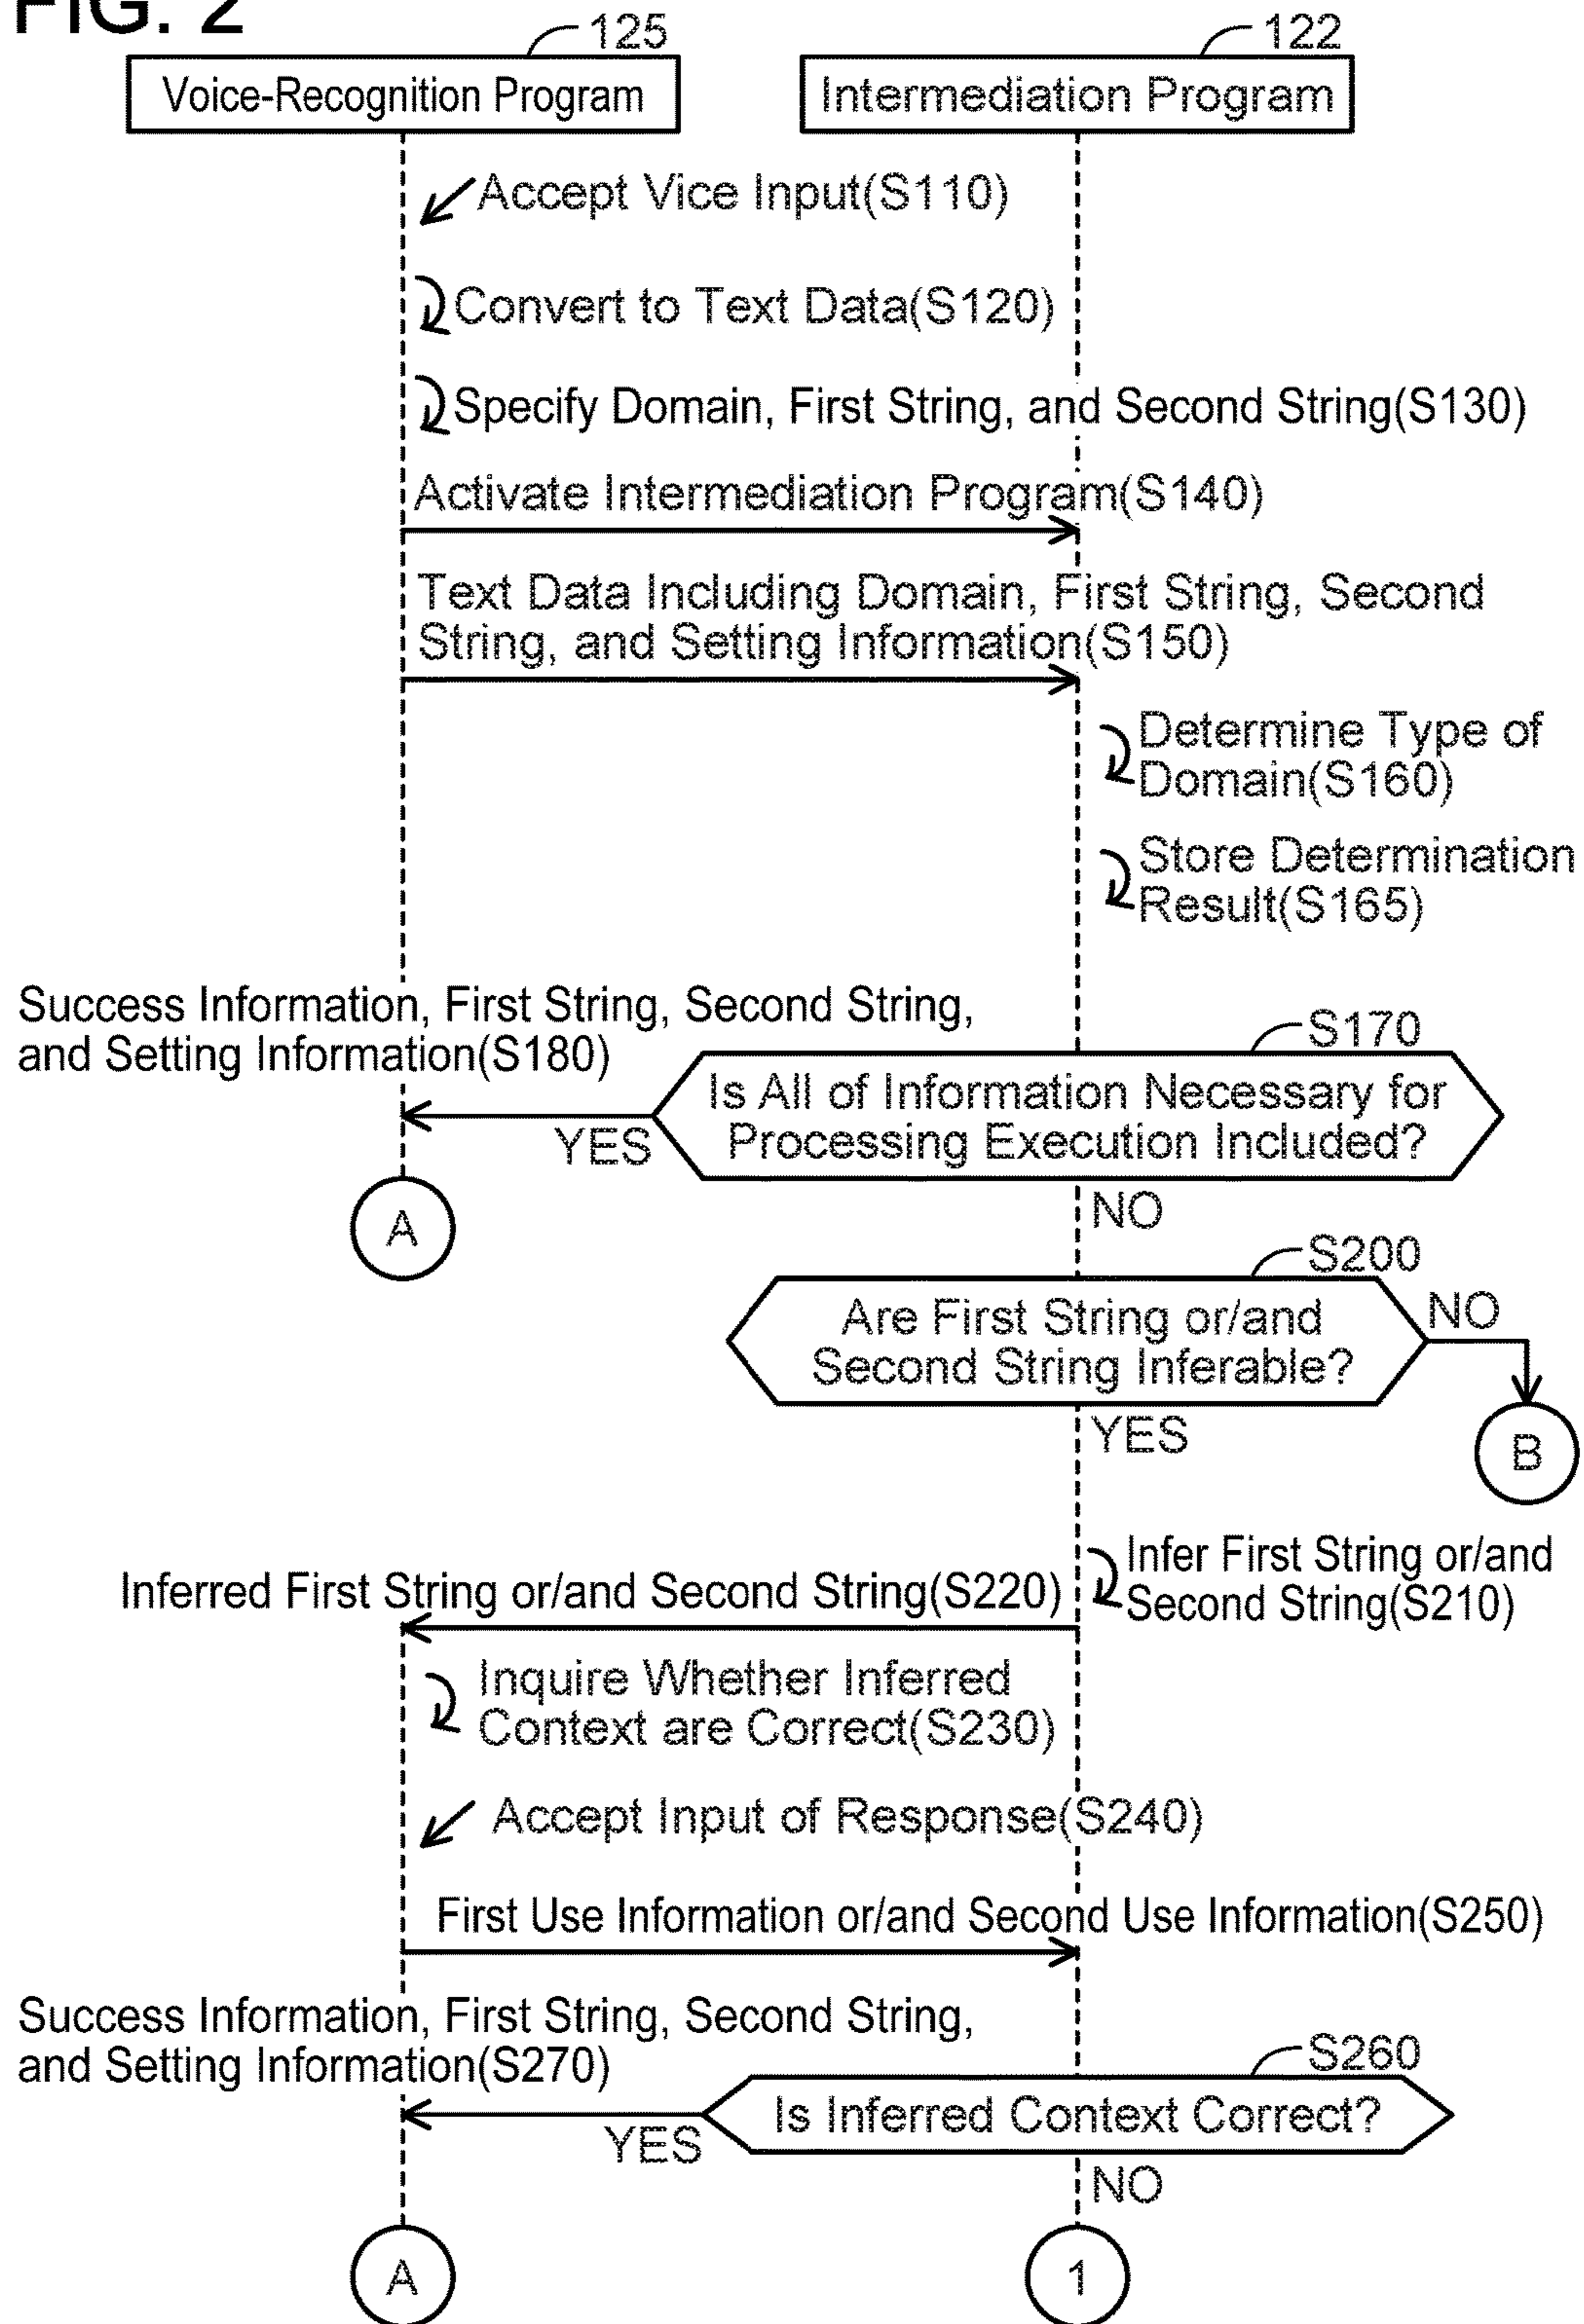 FIG. 2
125
122
Voice-Recognition Program
Intermediation Program
Accept Vice Input(S110)
Convert to Text Data(S120)
Specify Domain, First String, and Second String(S130)
Activate Intermediation Program(S140)
Text Data Including Domain, First String, Second
String, and Setting Information(S150)
Determine Type of
Domain(S160)
Store Determination
Result(S165)
Success Information, First String, Second String,
and Setting Information(S180)
S170
Is All of Information Necessary for
Processing Execution Included?
YES
NO
A
S200
Are First String or/and
Second String Inferable?
NO
YES
B
Infer First String or/and
Second String(S210)
Inferred First String or/and Second String(S220)
Inquire Whether Inferred
Context are Correct(S230)
Accept Input of Response(S240)
First Use Information or/and Second Use Information(S250)
Success Information, First String, Second String,
and Setting Information(S270)
S260
Is Inferred Context Correct?
YES
NO
A
1